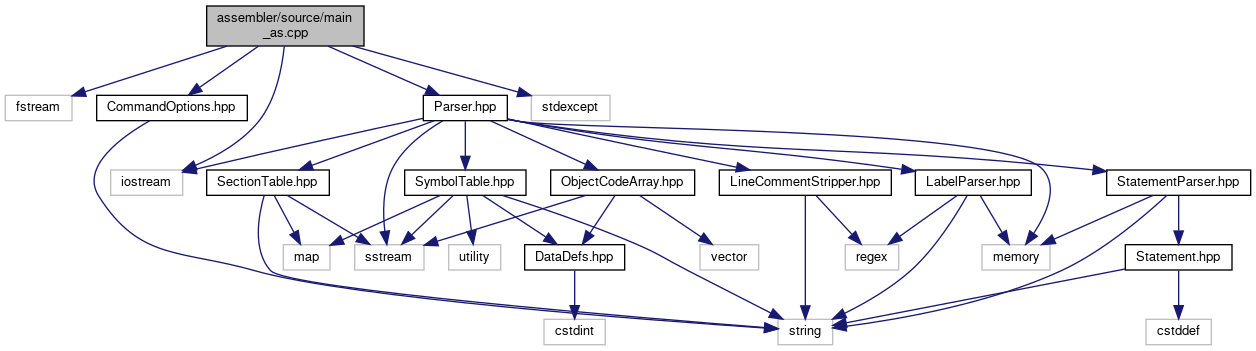 assembler/source/main
_as.cpp
fstream
CommandOptions.hpp
Parser.hpp
stdexcept
iostream
SectionTable.hpp
SymbolTable.hpp
ObjectCodeArray.hpp
LineCommentStripper.hpp
LabelParser.hpp
StatementParser.hpp
map
sstream
utility
DataDefs.hpp
vector
regex
memory
Statement.hpp
cstdint
string
cstddef